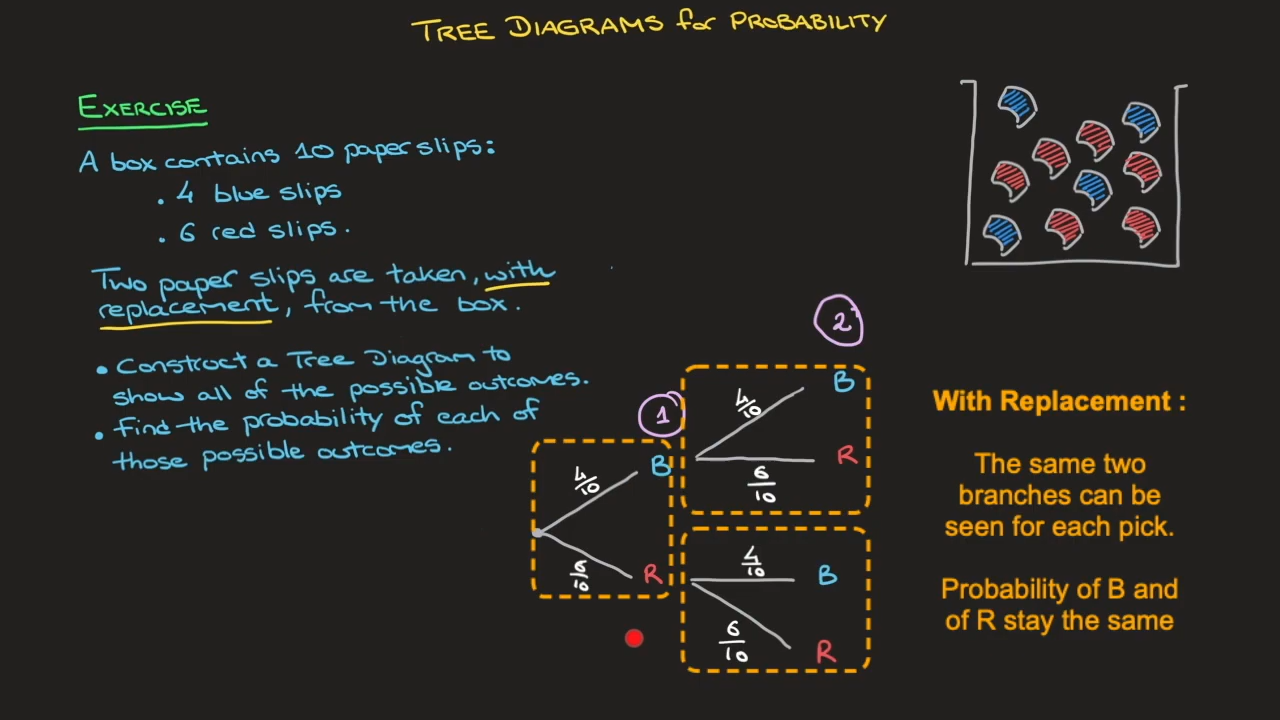 TREE DIAGRAMS for PROBABILITY
EXERCISE
A box contains 10 paper slips:
. 4 blue slips
. 6 red slips.
Two paper slips are taken, with
replacement, from the box.
• Construct a Tree Diagram to
show all of the possible outcomes.
• Find the probability of each of
those possible outcomes.
1
2
4/10 B
6/10 R
4/10 B
6/10 R
4/10 B
6/10 R
With Replacement :
The same two
branches can be
seen for each pick.
Probability of B and
of R stay the same